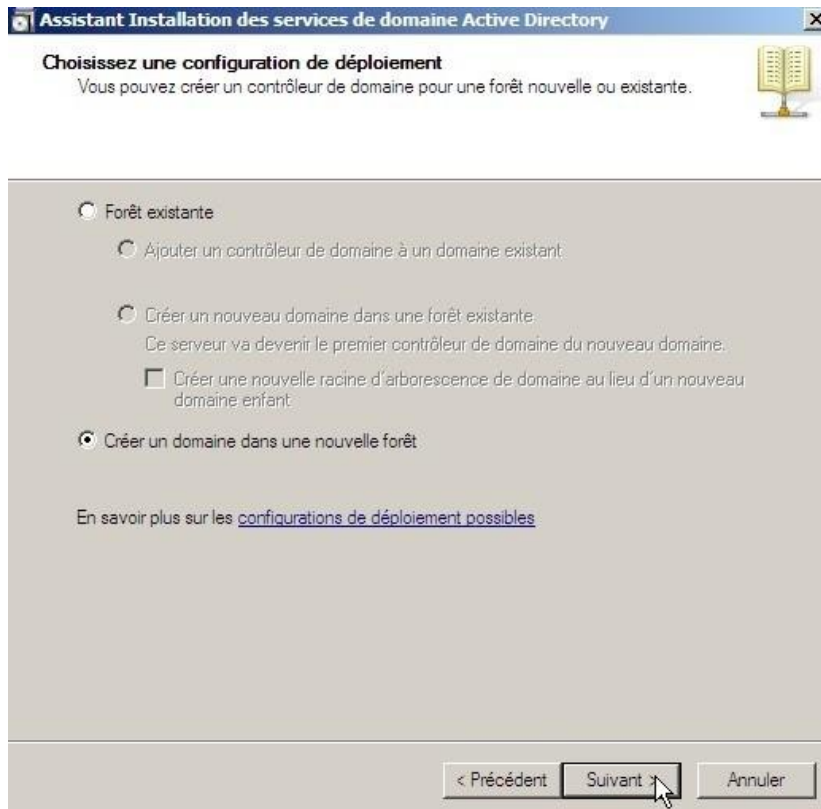 Assistant Installation des services de domaine Active Directory
Choisissez une configuration de déploiement
Vous pouvez créer un contrôleur de domaine pour une forêt nouvelle ou existante.
Forêt existante
Ajouter un contrôleur de domaine à un domaine existant
Créer un nouveau domaine dans une forêt existante
Ce serveur va devenir le premier contrôleur de domaine du nouveau domaine.
Créer une nouvelle racine d'arborescence de domaine au lieu d'un nouveau
domaine enfant
Créer un domaine dans une nouvelle forêt
En savoir plus sur les configurations de déploiement possibles
< Précédent Suivant > Annuler